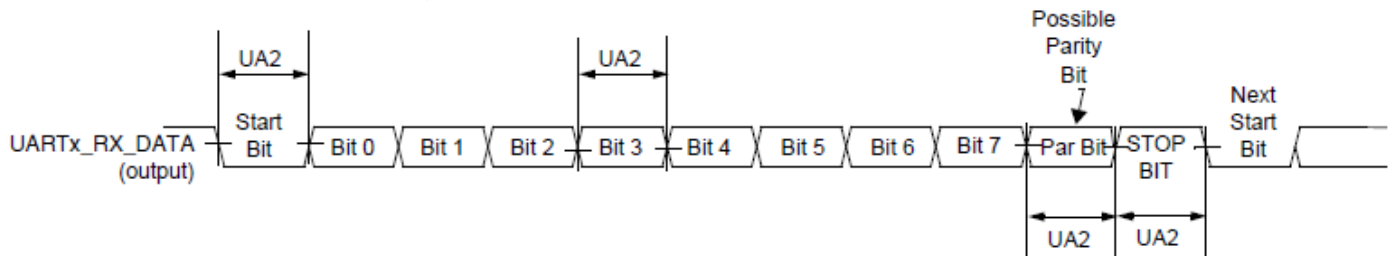 Possible
Parity
Bit
UA2
UA2
Next
Start
Bit
UARTx_RX_DATA
(output)
Start
Bit
Bit 0
Bit 1
Bit 2
Bit 3
Bit 4
Bit 5
Bit 6
Bit 7
Par Bit
STOP
BIT
UA2
UA2